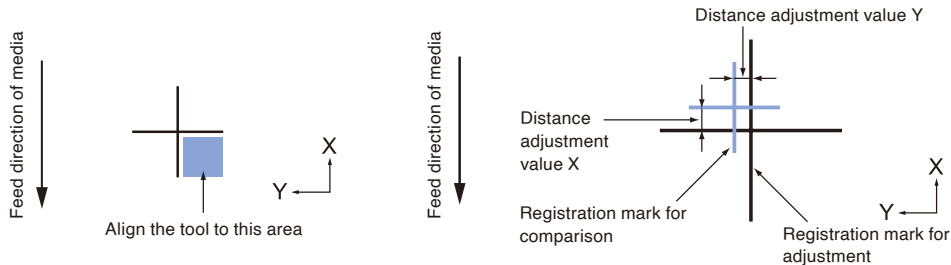 Feed direction of media
X
Y
Align the tool to this area
Feed direction of media
Distance adjustment value Y
Distance
adjustment
value X
Registration mark for
comparison
X
Y
Registration mark for
adjustment